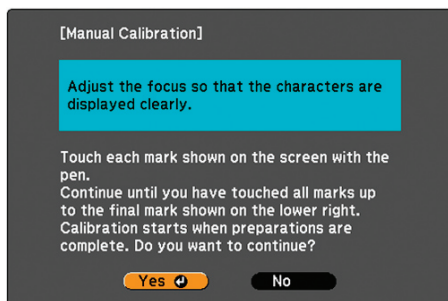 [Manual Calibration]
Adjust the focus so that the characters are
displayed clearly.
Touch each mark shown on the screen with the
pen.
Continue until you have touched all marks up
to the final mark shown on the lower right.
Calibration starts when preparations are
complete. Do you want to continue?
Yes
No